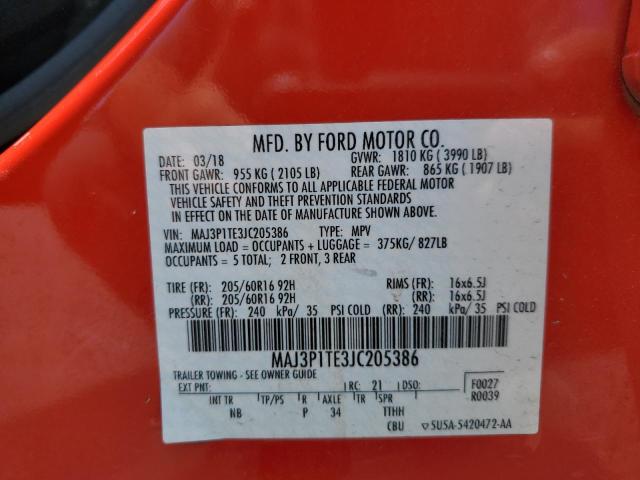 MFD. BY FORD MOTOR CO.
DATE: 03/18 GVWR: 1810 KG ( 3990 LB)
FRONT GAWR: 955 KG ( 2105 LB) REAR GAWR: 865 KG ( 1907 LB)
THIS VEHICLE CONFORMS TO ALL APPLICABLE FEDERAL MOTOR
VEHICLE SAFETY AND THEFT PREVENTION STANDARDS
IN EFFECT ON THE DATE OF MANUFACTURE SHOWN ABOVE.
VIN: MAJ3P1TE3JC205386 TYPE: MPV
MAXIMUM LOAD = OCCUPANTS + LUGGAGE = 375KG/ 827LB
OCCUPANTS = 5 TOTAL; 2 FRONT, 3 REAR
TIRE (FR): 205/60R16 92H RIMS (FR): 16x6.5J
(RR): 205/60R16 92H (RR): 16x6.5J
PRESSURE (FR): 240 kPa/ 35 PSI COLD (RR): 240 kPa/ 35 PSI COLD
MAJ3P1TE3JC205386
TRAILER TOWING - SEE OWNER GUIDE
EXT PNT: RC: 21 DSO: F0027
R0039
INT TR TP/PS R AXLE TR SPR
NB P 34 TTHH
CBU ▽SU5A-5420472-AA